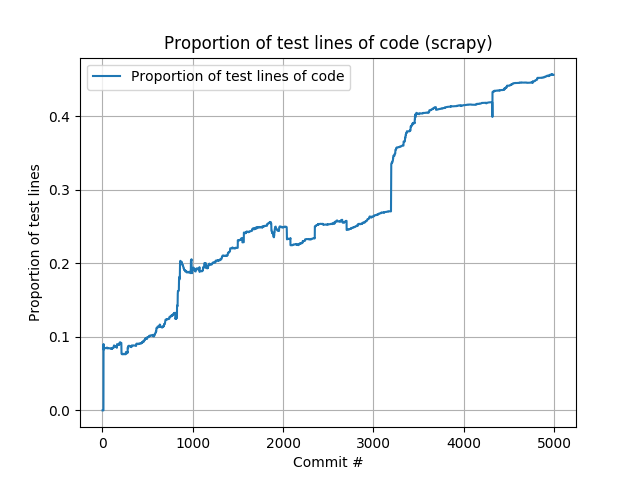 Proportion of test lines of code (scrapy)
Proportion of test lines of code
0.4
0.3
0.2
0.1
0.0
Proportion of test lines
0
1000
2000
3000
4000
5000
Commit #